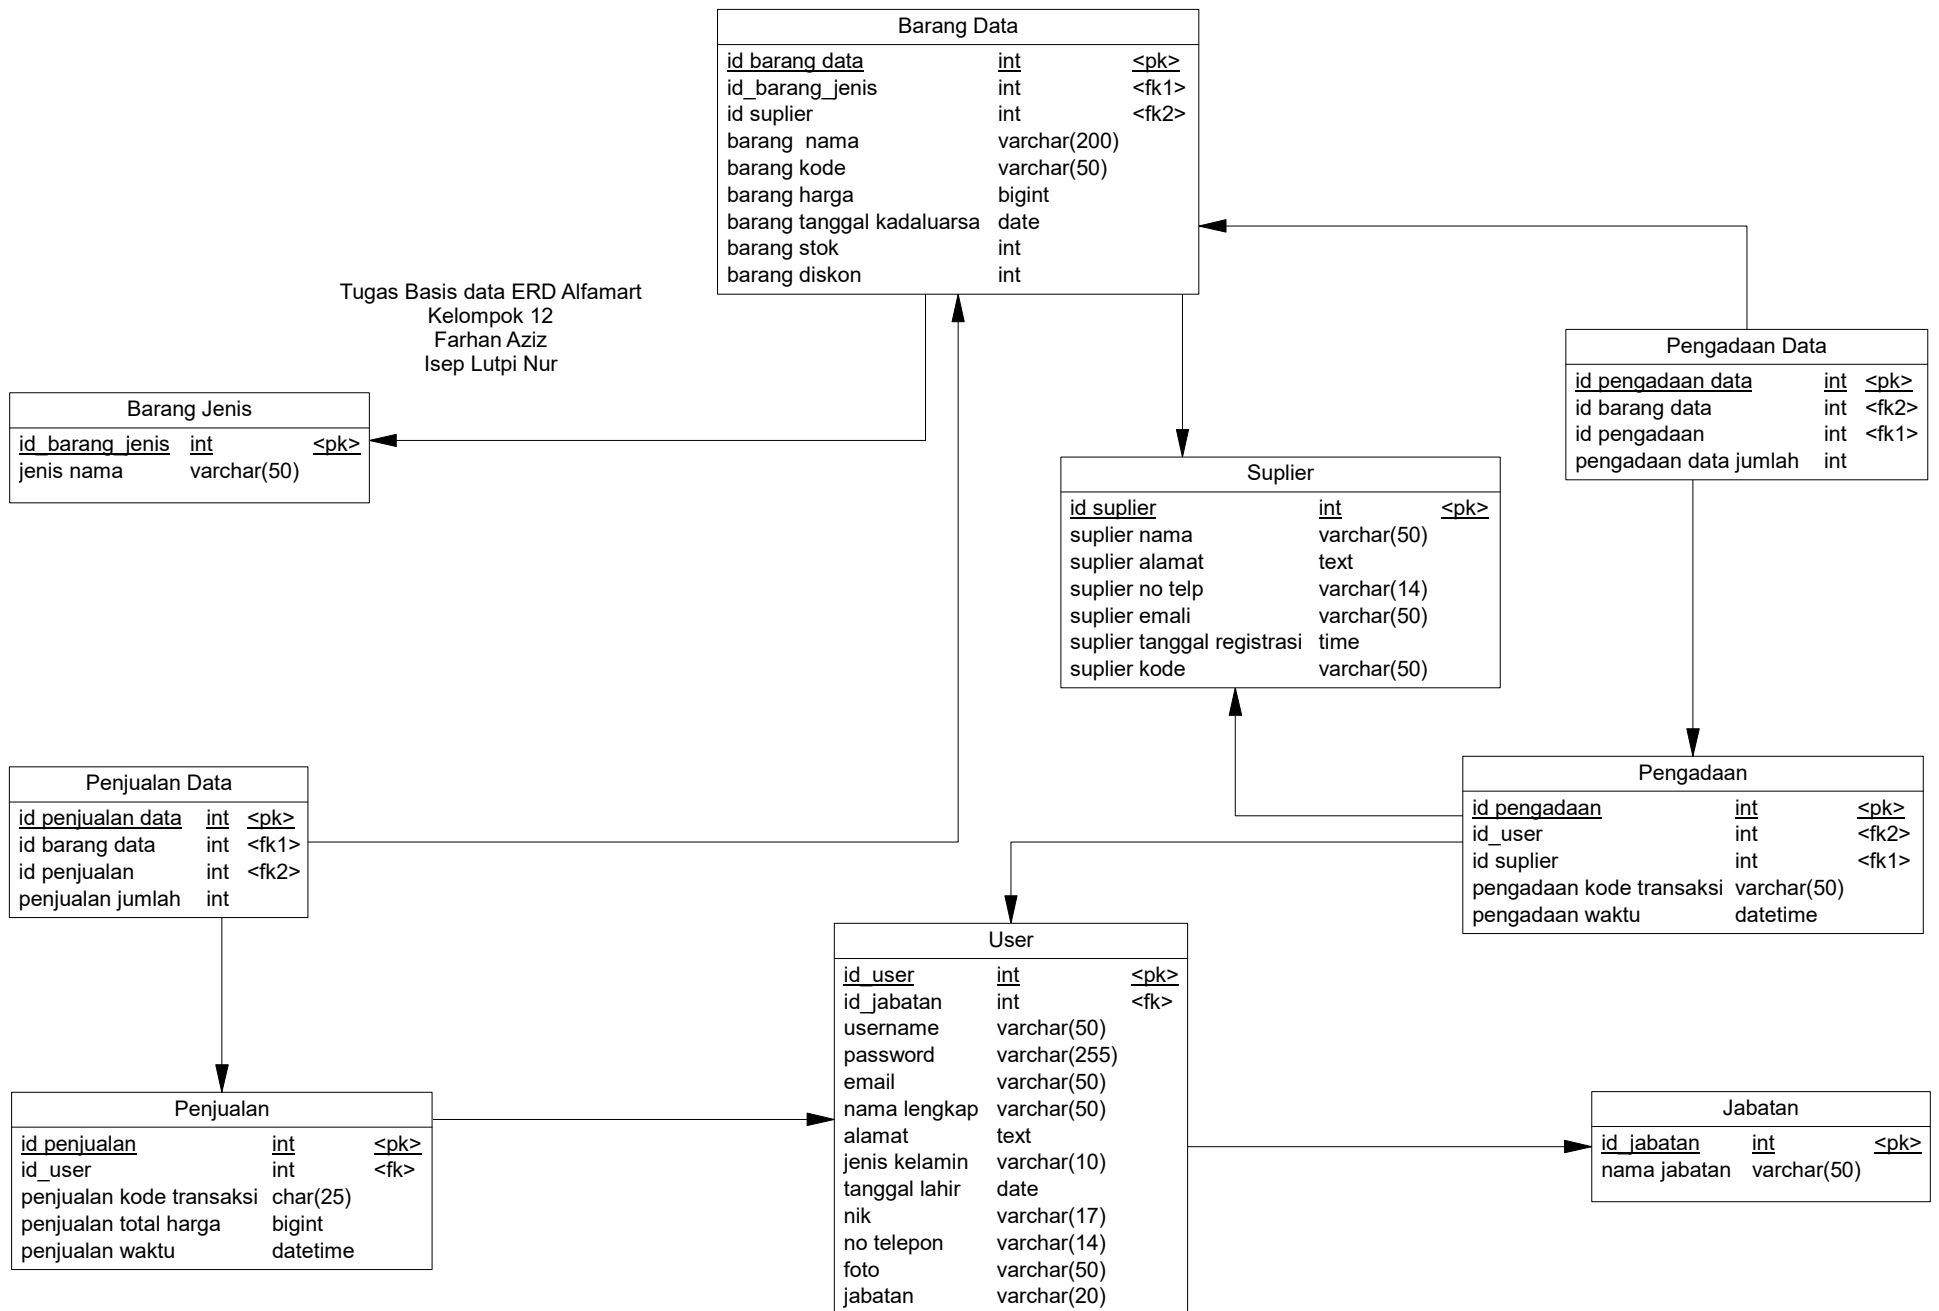 Barang Data
id barang data int <pk>
id_barang_jenis int <fk1>
id suplier int <fk2>
barang  nama varchar(200)
barang kode varchar(50)
barang harga bigint
barang tanggal kadaluarsa date
barang stok int
barang diskon int
Tugas Basis data ERD Alfamart
Kelompok 12
Farhan Aziz
Isep Lutpi Nur
Pengadaan Data
id pengadaan data int <pk>
id barang data int <fk2>
id pengadaan int <fk1>
pengadaan data jumlah int
Barang Jenis
id_barang_jenis int <pk>
jenis nama varchar(50)
Suplier
id suplier int <pk>
suplier nama varchar(50)
suplier alamat text
suplier no telp varchar(14)
suplier emali varchar(50)
suplier tanggal registrasi time
suplier kode varchar(50)
Penjualan Data
id penjualan data int <pk>
id barang data int <fk1>
id penjualan int <fk2>
penjualan jumlah int
Pengadaan
id pengadaan int <pk>
id_user int <fk2>
id suplier int <fk1>
pengadaan kode transaksi varchar(50)
pengadaan waktu datetime
User
id_user int <pk>
id_jabatan int <fk>
username varchar(50)
password varchar(255)
email varchar(50)
nama lengkap varchar(50)
alamat text
jenis kelamin varchar(10)
tanggal lahir date
nik varchar(17)
no telepon varchar(14)
foto varchar(50)
jabatan varchar(20)
Penjualan
id penjualan int <pk>
id_user int <fk>
penjualan kode transaksi char(25)
penjualan total harga bigint
penjualan waktu datetime
Jabatan
id_jabatan int <pk>
nama jabatan varchar(50)